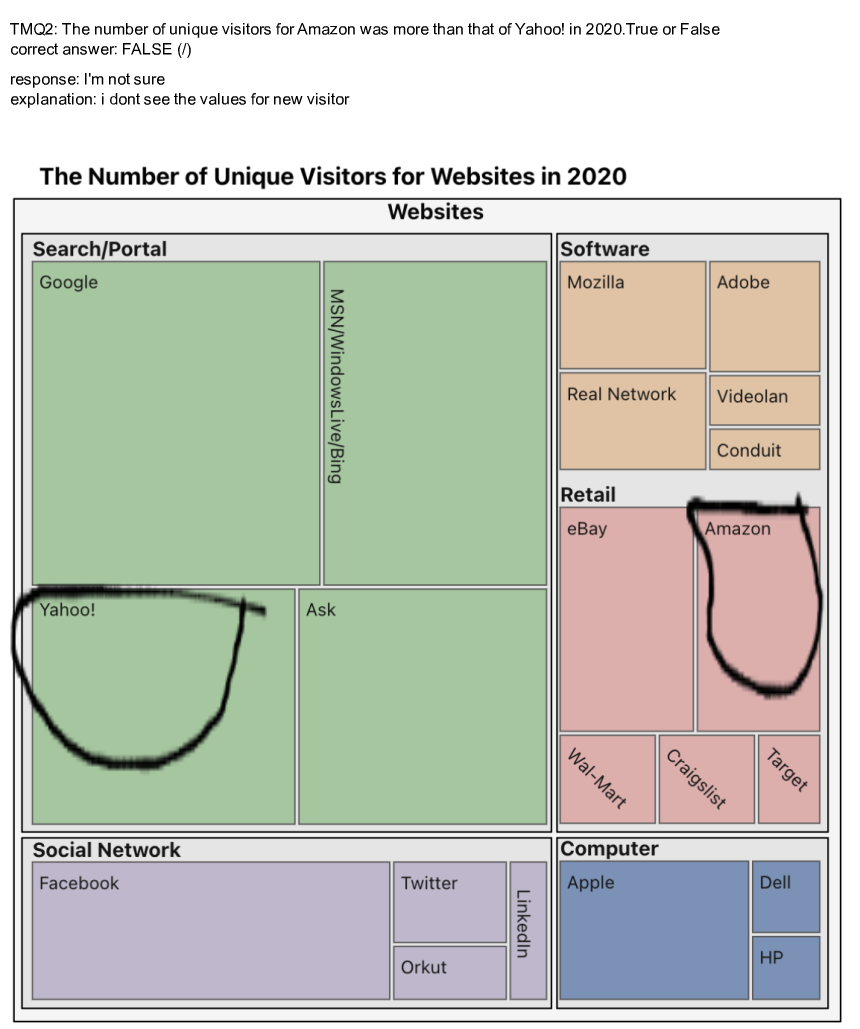 TMQ2: The number of unique visitors for Amazon was more than that of Yahoo! in 2020.True or False
correct answer: FALSE (/)
response: I'm not sure
explanation: i dont see the values for new visitor
The Number of Unique Visitors for Websites in 2020
Websites
Search/Portal
Google
MSN/WindowsLive/Bing
Yahoo!
Ask
Software
Mozilla
Adobe
Real Network
Videolan
Conduit
Retail
eBay
Amazon
Wal-Mart
Craigslist
Target
Social Network
Facebook
Twitter
Orkut
LinkedIn
Computer
Apple
Dell
HP